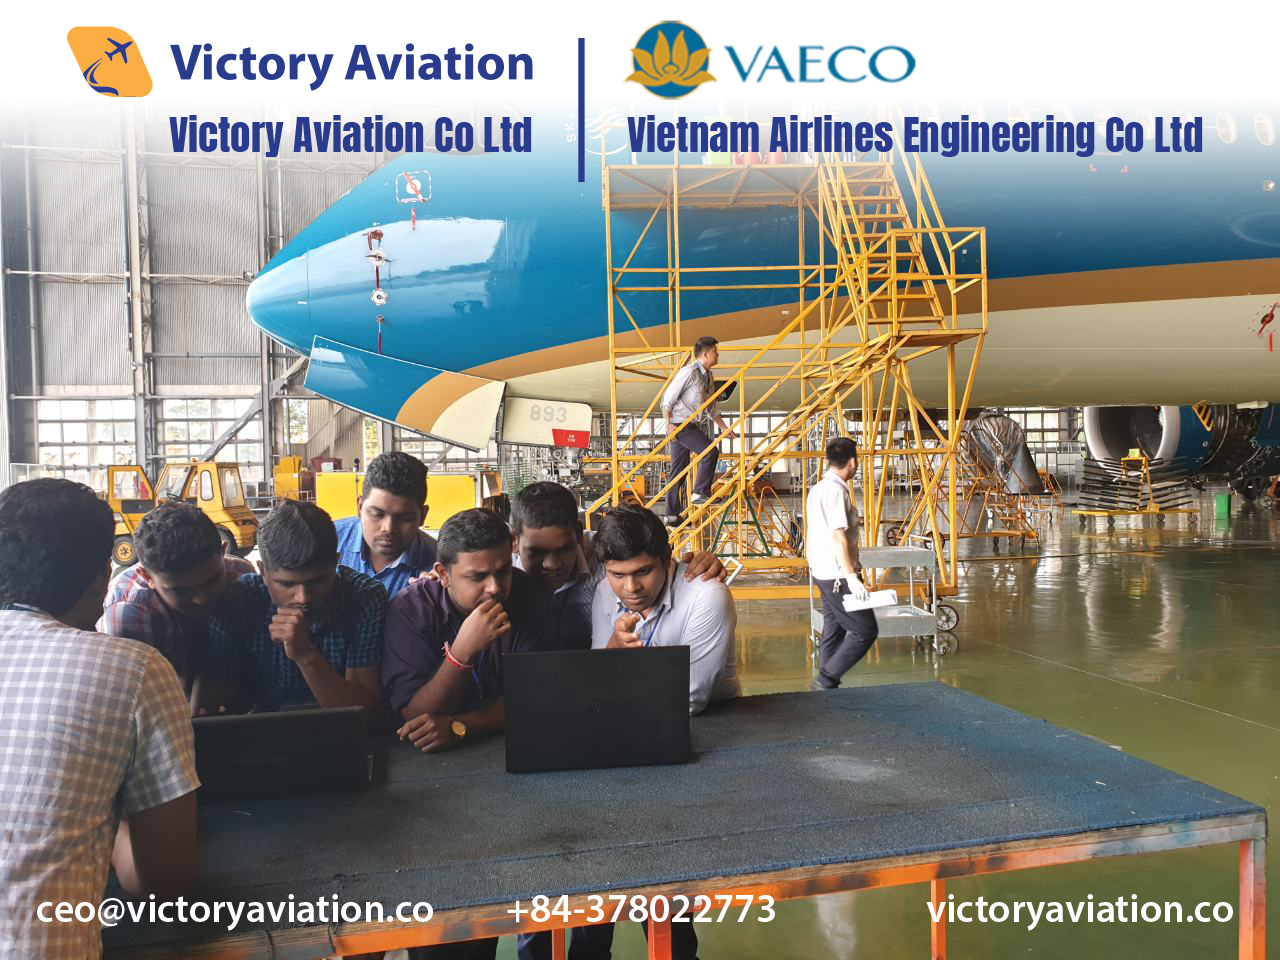 Victory Aviation
VAECO
Victory Aviation Co Ltd
Vietnam Airlines Engineering Co Ltd
893
ceo@victoryaviation.co
+84-378022773
victoryaviation.co